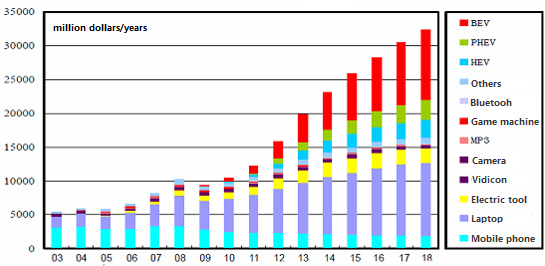 million dollars/years
35000
30000
25000
20000
15000
10000
5000
0
03 04 05 06 07 08 09 10 11 12 13 14 15 16 17 18
BEV
PHEV
HEV
Others
Bluetooh
Game machine
MP3
Camera
Vidicon
Electric tool
Laptop
Mobile phone